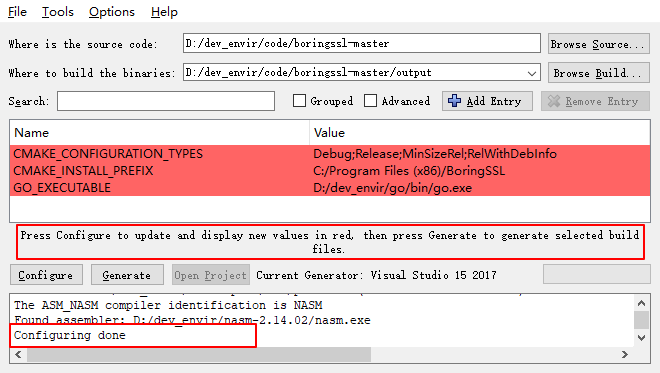 File Tools Options Help
Where is the source code: D:/dev_envir/code/boringssl-master Browse Source...
Where to build the binaries: D:/dev_envir/code/boringssl-master/output Browse Build...
Search: Grouped Advanced Add Entry Remove Entry
Name Value
CMAKE_CONFIGURATION_TYPES Debug;Release;MinSizeRel;RelWithDebInfo
CMAKE_INSTALL_PREFIX C:/Program Files (x86)/BoringSSL
GO_EXECUTABLE D:/dev_envir/go/bin/go.exe
Press Configure to update and display new values in red, then press Generate to generate selected build
files.
Configure Generate Open Project Current Generator: Visual Studio 15 2017
The ASM_NASM compiler identification is NASM
Found assembler: D:/dev_envir/nasm-2.14.02/nasm.exe
Configuring done